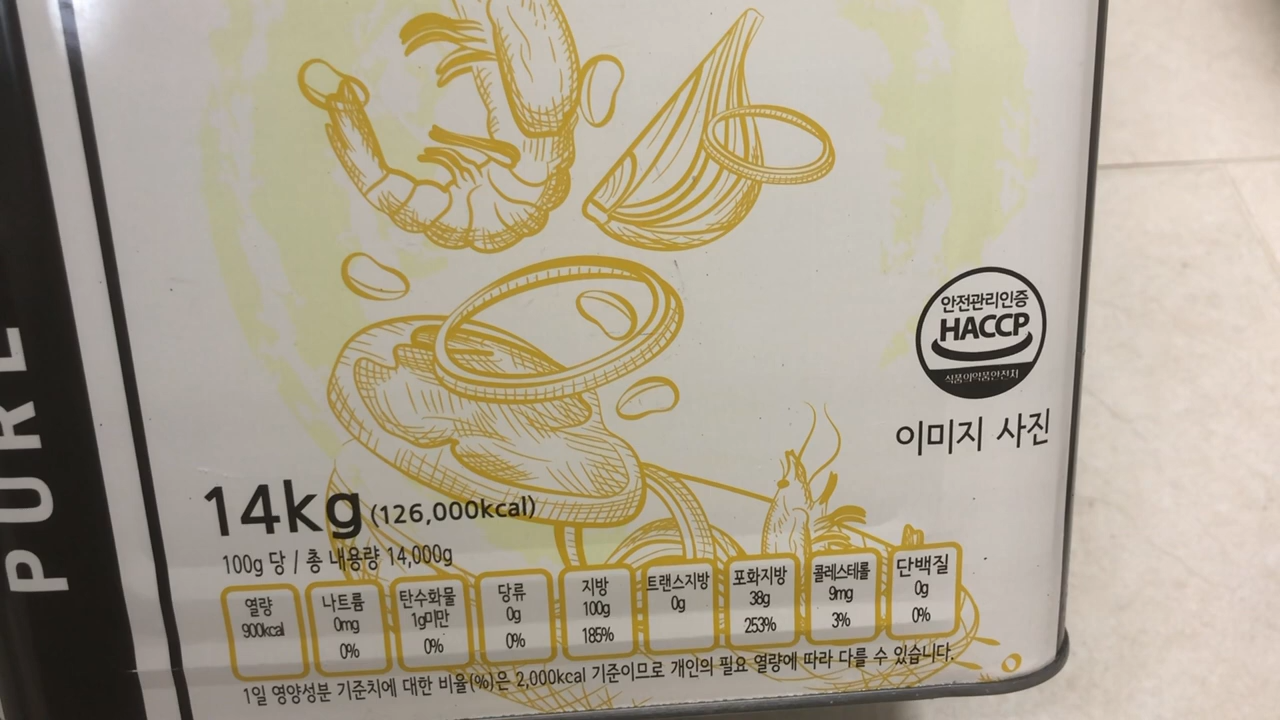 PURE
안전관리인증
HACCP
식품의약품안전처
이미지 사진
14kg (126,000kcal)
100g 당 / 총 내용량 14,000g
열량
900kcal
나트륨
0mg
0%
탄수화물
1g미만
0%
당류
0g
0%
지방
100g
185%
트랜스지방
0g
포화지방
38g
253%
콜레스테롤
9mg
3%
단백질
0g
0%
1일 영양성분 기준치에 대한 비율(%)은 2,000kcal 기준이므로 개인의 필요 열량에 따라 다를 수 있습니다.